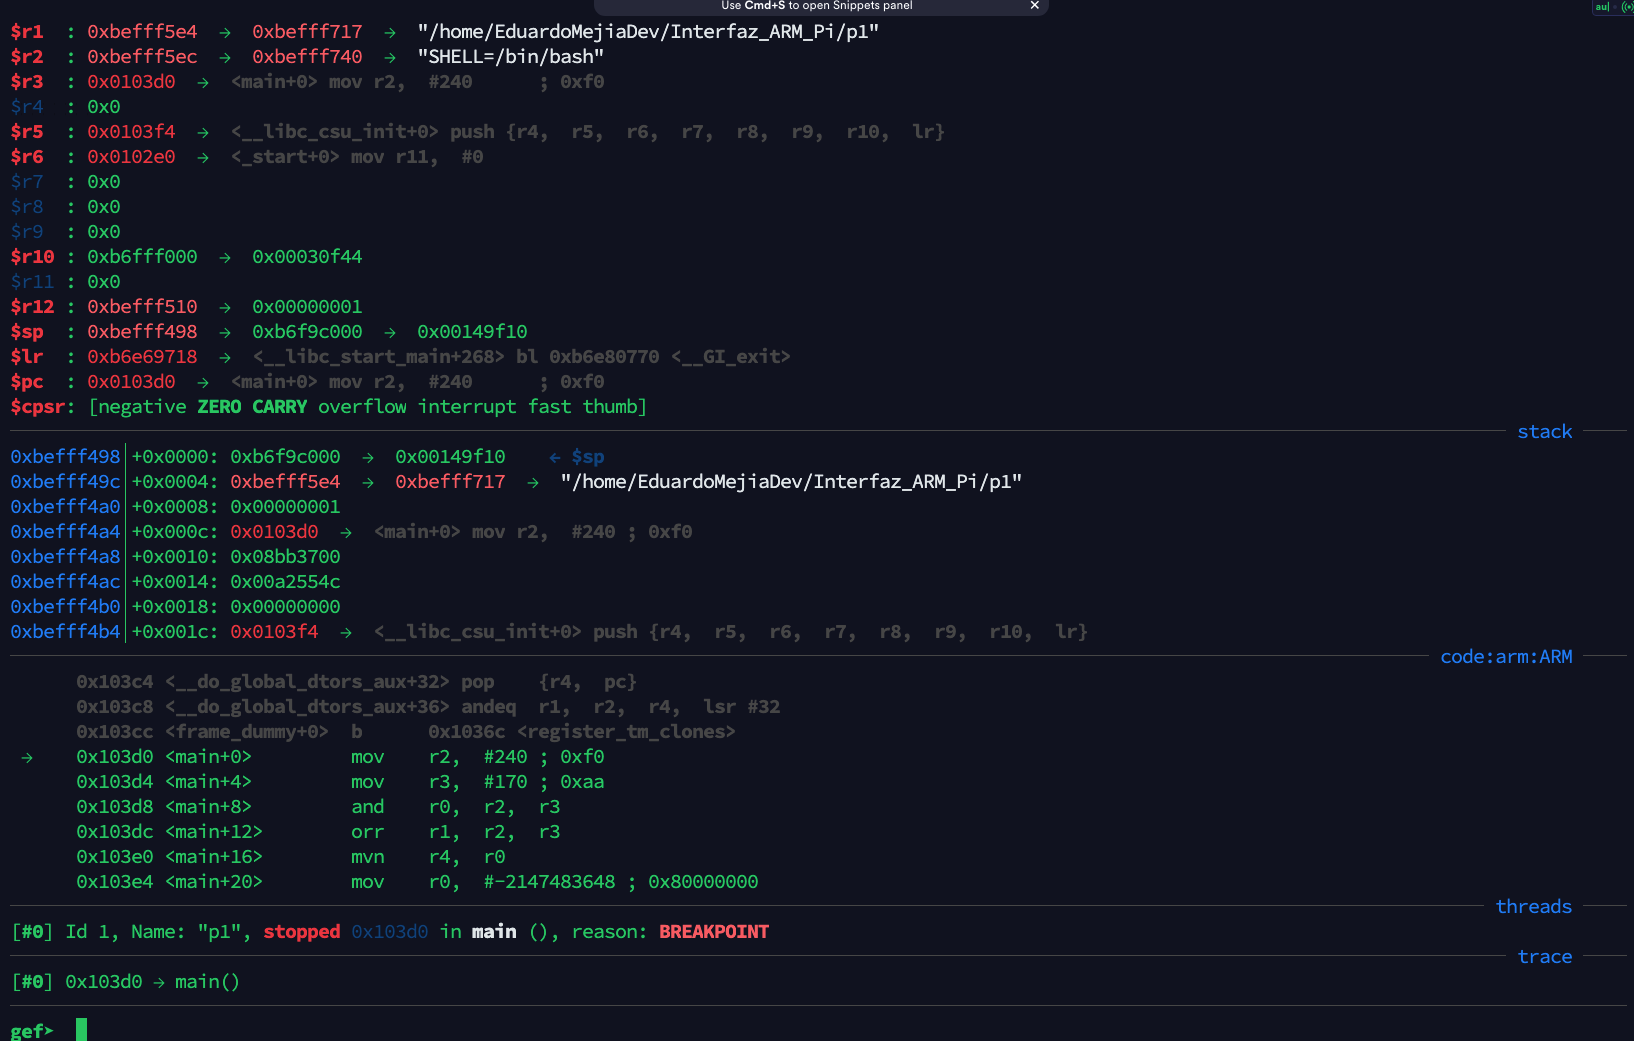 Use Cmd+S to open Snippets panel ✕
au|
$r1 : 0xbefff5e4 → 0xbefff717 → "/home/EduardoMejiaDev/Interfaz_ARM_Pi/p1"
$r2 : 0xbefff5ec → 0xbefff740 → "SHELL=/bin/bash"
$r3 : 0x0103d0 → <main+0> mov r2, #240 ; 0xf0
$r4 : 0x0
$r5 : 0x0103f4 → <__libc_csu_init+0> push {r4, r5, r6, r7, r8, r9, r10, lr}
$r6 : 0x0102e0 → <_start+0> mov r11, #0
$r7 : 0x0
$r8 : 0x0
$r9 : 0x0
$r10 : 0xb6fff000 → 0x00030f44
$r11 : 0x0
$r12 : 0xbefff510 → 0x00000001
$sp : 0xbefff498 → 0xb6f9c000 → 0x00149f10
$lr : 0xb6e69718 → <__libc_start_main+268> bl 0xb6e80770 <__GI_exit>
$pc : 0x0103d0 → <main+0> mov r2, #240 ; 0xf0
$cpsr: [negative ZERO CARRY overflow interrupt fast thumb]
stack
0xbefff498│+0x0000: 0xb6f9c000 → 0x00149f10 ← $sp
0xbefff49c│+0x0004: 0xbefff5e4 → 0xbefff717 → "/home/EduardoMejiaDev/Interfaz_ARM_Pi/p1"
0xbefff4a0│+0x0008: 0x00000001
0xbefff4a4│+0x000c: 0x0103d0 → <main+0> mov r2, #240 ; 0xf0
0xbefff4a8│+0x0010: 0x08bb3700
0xbefff4ac│+0x0014: 0x00a2554c
0xbefff4b0│+0x0018: 0x00000000
0xbefff4b4│+0x001c: 0x0103f4 → <__libc_csu_init+0> push {r4, r5, r6, r7, r8, r9, r10, lr}
code:arm:ARM
0x103c4 <__do_global_dtors_aux+32> pop {r4, pc}
0x103c8 <__do_global_dtors_aux+36> andeq r1, r2, r4, lsr #32
0x103cc <frame_dummy+0> b 0x1036c <register_tm_clones>
→ 0x103d0 <main+0> mov r2, #240 ; 0xf0
0x103d4 <main+4> mov r3, #170 ; 0xaa
0x103d8 <main+8> and r0, r2, r3
0x103dc <main+12> orr r1, r2, r3
0x103e0 <main+16> mvn r4, r0
0x103e4 <main+20> mov r0, #-2147483648 ; 0x80000000
threads
[#0] Id 1, Name: "p1", stopped 0x103d0 in main (), reason: BREAKPOINT
trace
[#0] 0x103d0 → main()
gef➤